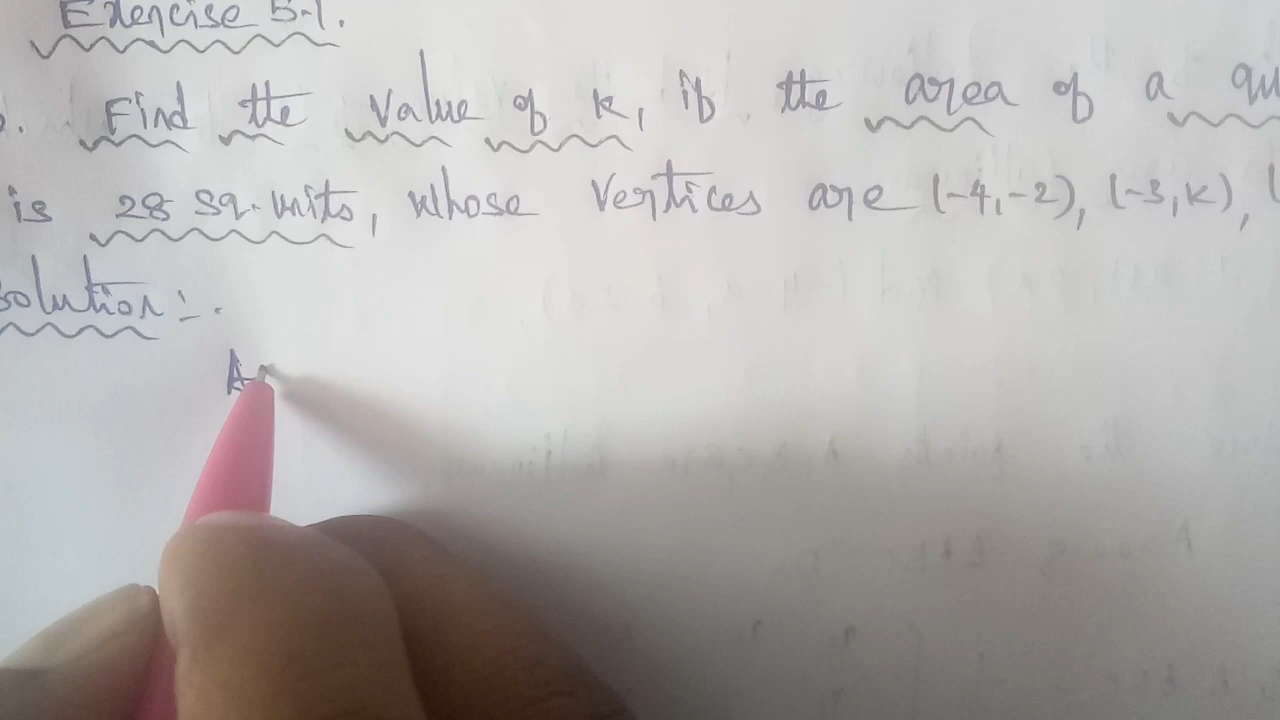 Exercise 5.1.
Find the value of k, if the area of a qu
is 28 sq.units, whose vertices are (-4,-2), (-3,k), (
Solution :-
A